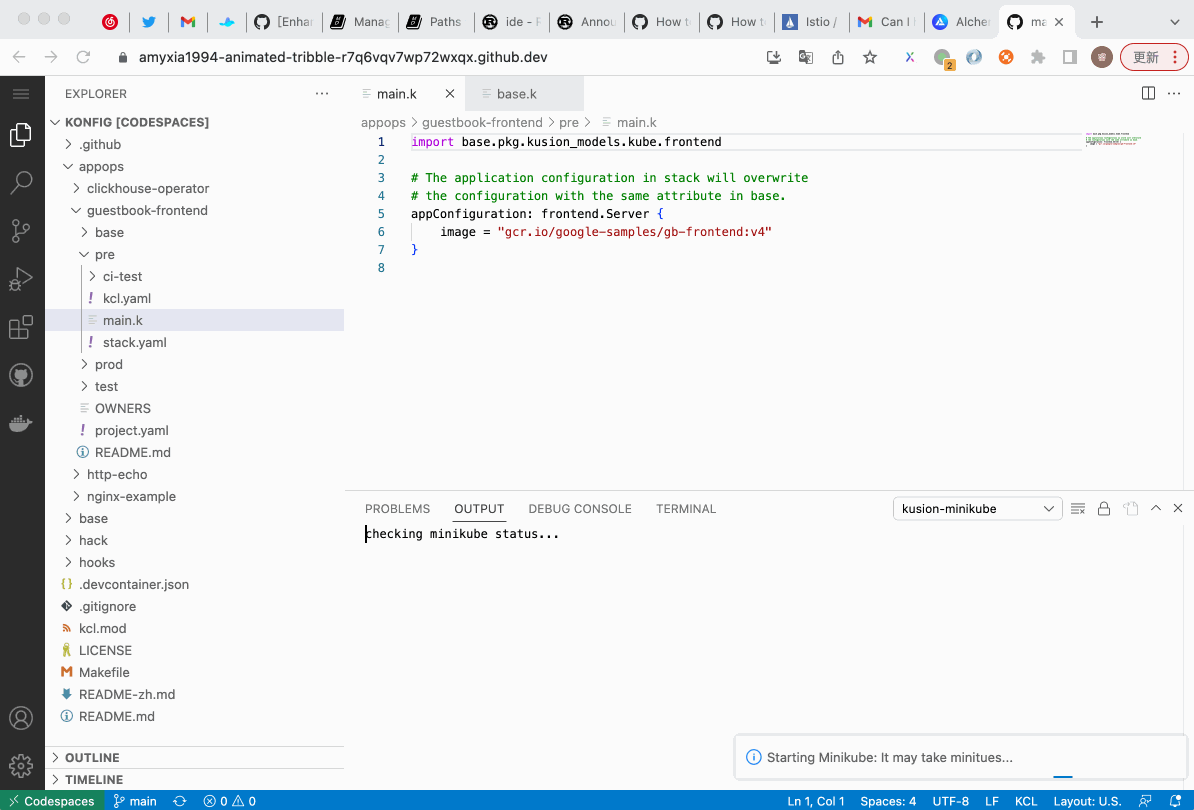 [Enhan
Manag
Paths
ide - R
Annou
How t
How t
Istio /
Can I
Alche
ma
amyxia1994-animated-tribble-r7q6vqv7wp72wxqx.github.dev
2
更新
EXPLORER
KONFIG [CODESPACES]
.github
appops
clickhouse-operator
guestbook-frontend
base
pre
ci-test
kcl.yaml
main.k
stack.yaml
prod
test
OWNERS
project.yaml
README.md
http-echo
nginx-example
base
hack
hooks
.devcontainer.json
.gitignore
kcl.mod
LICENSE
Makefile
README-zh.md
README.md
OUTLINE
TIMELINE
main.k
base.k
appops > guestbook-frontend > pre > main.k
1 import base.pkg.kusion_models.kube.frontend
2
3 # The application configuration in stack will overwrite
4 # the configuration with the same attribute in base.
5 appConfiguration: frontend.Server {
6 image = "gcr.io/google-samples/gb-frontend:v4"
7 }
8
PROBLEMS OUTPUT DEBUG CONSOLE TERMINAL
kusion-minikube
checking minikube status...
Starting Minikube: It may take minitues...
Codespaces main 0 0 Ln 1, Col 1 Spaces: 4 UTF-8 LF KCL Layout: U.S.